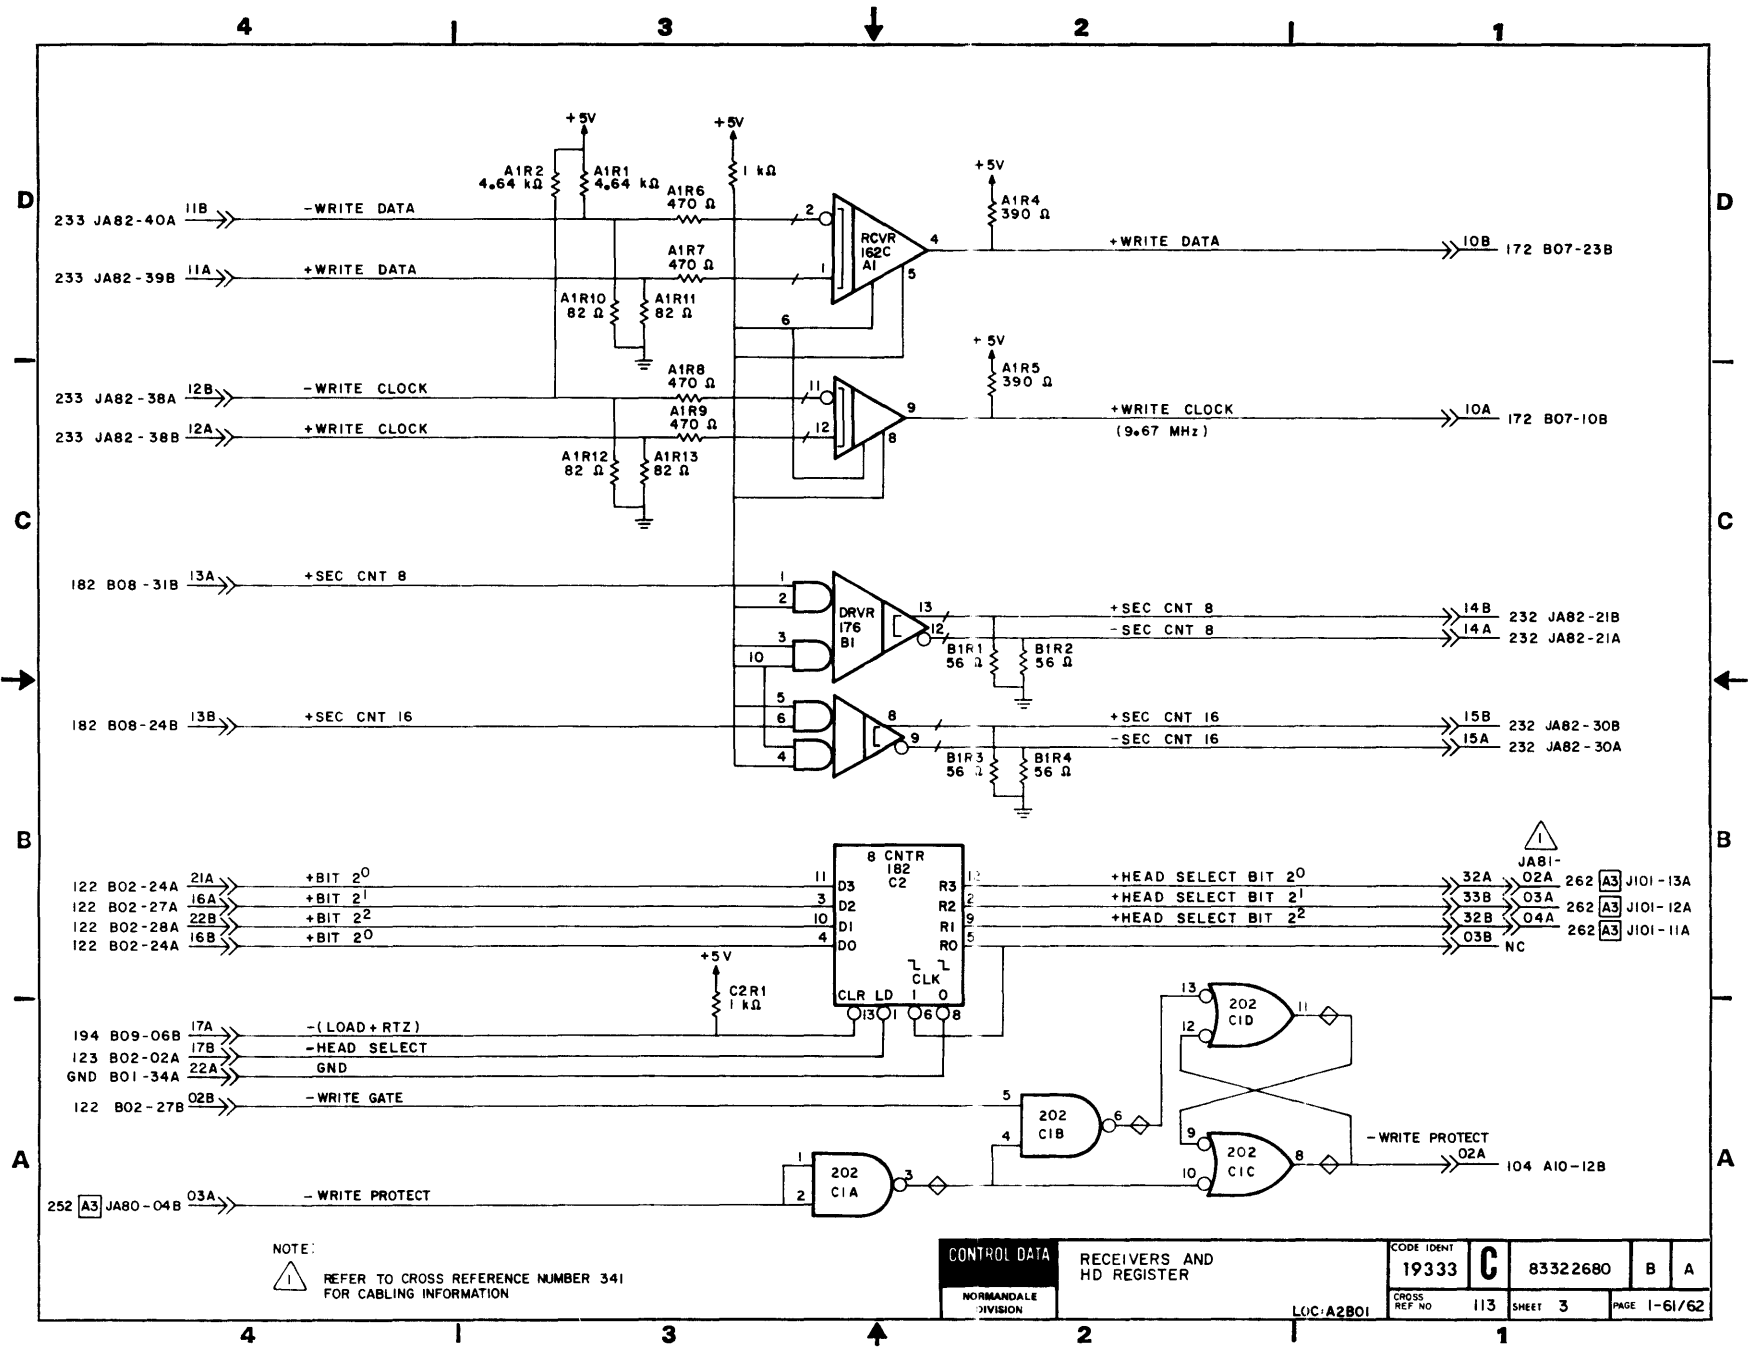 4 3 2 1
+5V
+5V
A1R2 4.64 kΩ
A1R1 4.64 kΩ
1 kΩ
+5V
A1R4 390 Ω
D D
A1R6 470 Ω
233 JA82-40A 11B -WRITE DATA 2
RCVR 162C A1
4 +WRITE DATA 10B 172 B07-23B
A1R7 470 Ω
233 JA82-39B 11A +WRITE DATA 1
5
A1R10 82 Ω
A1R11 82 Ω
6
+5V
A1R5 390 Ω
A1R8 470 Ω
233 JA82-38A 12B -WRITE CLOCK 11
9 +WRITE CLOCK 10A 172 B07-10B
(9.67 MHz)
A1R9 470 Ω
233 JA82-38B 12A +WRITE CLOCK 12
8
A1R12 82 Ω
A1R13 82 Ω
C C
182 B08-31B 13A +SEC CNT 8 1
2
3
10
DRVR 176 B1
13 +SEC CNT 8 14B 232 JA82-21B
12 -SEC CNT 8 14A 232 JA82-21A
B1R1 56 Ω
B1R2 56 Ω
5
182 B08-24B 13B +SEC CNT 16 6
4
8 +SEC CNT 16 15B 232 JA82-30B
9 -SEC CNT 16 15A 232 JA82-30A
B1R3 56 Ω
B1R4 56 Ω
B B
1
JA81-
8 CNTR 182 C2
122 B02-24A 21A +BIT 2⁰ 11 D3
R3 +HEAD SELECT BIT 2⁰ 32A 02A 262 A3 J101-13A
122 B02-27A 16A +BIT 2¹ 3 D2
R2 2 +HEAD SELECT BIT 2¹ 33B 03A 262 A3 J101-12A
122 B02-28A 22B +BIT 2² 10 D1
R1 9 +HEAD SELECT BIT 2² 32B 04A 262 A3 J101-11A
122 B02-24A 16B +BIT 2⁰ 4 D0
R0 5 03B NC
+5V
C2R1 1 kΩ
CLK
CLR LD 1 0
13 1 6 8
194 B09-06B 17A -(LOAD+RTZ)
123 B02-02A 17B -HEAD SELECT
GND B01-34A 22A GND
13
12
202 C1D
11
122 B02-27B 02B -WRITE GATE 5
4
202 C1B
6
9
10
202 C1C
8
-WRITE PROTECT
02A 104 A10-12B
A A
1
2
202 C1A
3
252 A3 JA80-04B 03A -WRITE PROTECT
NOTE:
1 REFER TO CROSS REFERENCE NUMBER 341
FOR CABLING INFORMATION
CONTROL DATA
NORMANDALE DIVISION
RECEIVERS AND
HD REGISTER
LOC:A2B01
CODE IDENT
19333 C 83322680 B A
CROSS REF NO 113 SHEET 3 PAGE 1-61/62
4 3 2 1